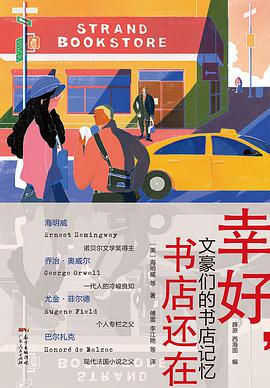 STRAND
BOOKSTORE
海明威
Ernest Hemingway
诺贝尔文学奖得主
乔治·奥威尔
George Orwell
一代人的冷峻良知
尤金·菲尔德
Eugene Field
个人专栏之父
巴尔扎克
Honoré de Balzac
现代法国小说之父
幸好，
书店还在
文豪们的书店记忆
薛原 西海固 编
[美] 海明威 等 著
傅雷 李江艳 等 译